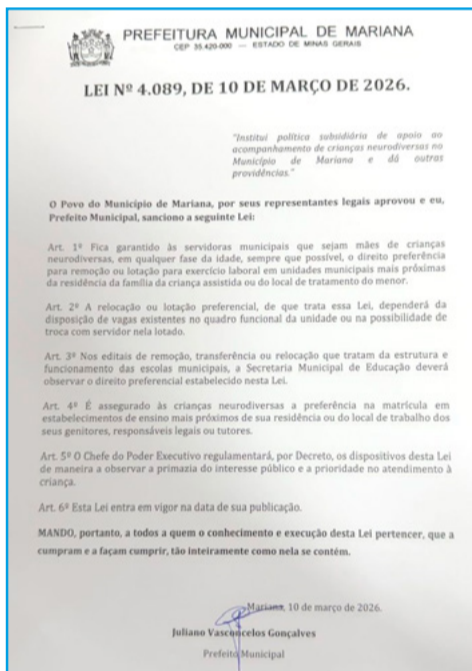 PREFEITURA MUNICIPAL DE MARIANA
CEP 35.420-000 — ESTADO DE MINAS GERAIS
LEI Nº 4.089, DE 10 DE MARÇO DE 2026.
"Institui política subsidiária de apoio ao
acompanhamento de crianças neurodiversas no
Município de Mariana e dá outras
providências."
O Povo do Município de Mariana, por seus representantes legais aprovou e eu,
Prefeito Municipal, sanciono a seguinte Lei:
Art. 1º Fica garantido às servidoras municipais que sejam mães de crianças
neurodiversas, em qualquer fase da idade, sempre que possível, o direito preferência
para remoção ou lotação para exercício laboral em unidades municipais mais próximas
da residência da família da criança assistida ou do local de tratamento do menor.
Art. 2º A relocação ou lotação preferencial, de que trata essa Lei, dependerá da
disposição de vagas existentes no quadro funcional da unidade ou na possibilidade de
troca com servidor nela lotado.
Art. 3º Nos editais de remoção, transferência ou relocação que tratam da estrutura e
funcionamento das escolas municipais, a Secretaria Municipal de Educação deverá
observar o direito preferencial estabelecido nesta Lei.
Art. 4º É assegurado às crianças neurodiversas a preferência na matrícula em
estabelecimentos de ensino mais próximos de sua residência ou do local de trabalho dos
seus genitores, responsáveis legais ou tutores.
Art. 5º O Chefe do Poder Executivo regulamentará, por Decreto, os dispositivos desta Lei
de maneira a observar a primazia do interesse público e a prioridade no atendimento à
criança.
Art. 6º Esta Lei entra em vigor na data de sua publicação.
MANDO, portanto, a todos a quem o conhecimento e execução desta Lei pertencer, que a
cumpram e a façam cumprir, tão inteiramente como nela se contém.
Mariana, 10 de março de 2026.
Juliano Vasconcelos Gonçalves
Prefeito Municipal